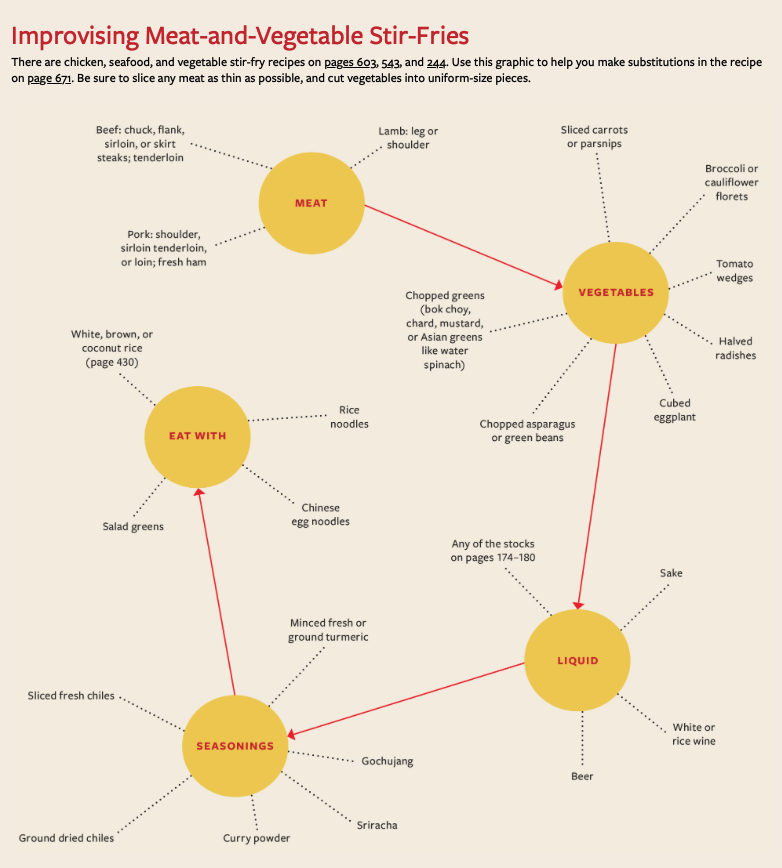 Improvising Meat-and-Vegetable Stir-Fries
There are chicken, seafood, and vegetable stir-fry recipes on pages 603, 543, and 244. Use this graphic to help you make substitutions in the recipe
on page 671. Be sure to slice any meat as thin as possible, and cut vegetables into uniform-size pieces.
Beef: chuck, flank,
sirloin, or skirt
steaks; tenderloin
Lamb: leg or
shoulder
MEAT
Pork: shoulder,
sirloin tenderloin,
or loin; fresh ham
Sliced carrots
or parsnips
Broccoli or
cauliflower
florets
Tomato
wedges
VEGETABLES
Halved
radishes
Cubed
eggplant
Chopped asparagus
or green beans
Chopped greens
(bok choy,
chard, mustard,
or Asian greens
like water
spinach)
Any of the stocks
on pages 174–180
Sake
LIQUID
White or
rice wine
Beer
Minced fresh or
ground turmeric
Sliced fresh chiles
SEASONINGS
Gochujang
Sriracha
Curry powder
Ground dried chiles
White, brown, or
coconut rice
(page 430)
Rice
noodles
EAT WITH
Chinese
egg noodles
Salad greens